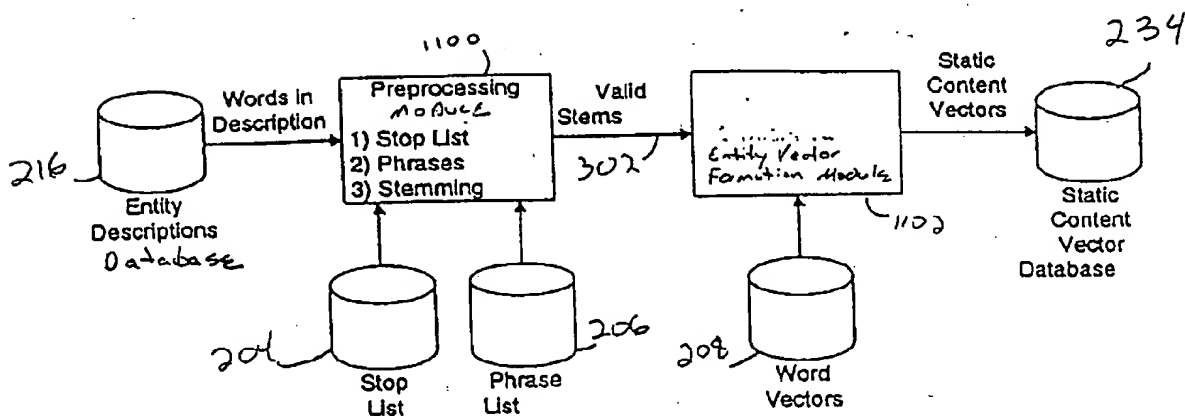 1100
234
Words in
Description
Preprocessing
MODULE
1) Stop List
2) Phrases
3) Stemming
Valid
Stems
302
Entity Vector
Formation Module
1102
Static
Content
Vectors
216
Entity
Descriptions
Database
Static
Content
Vector
Database
204
Stop
List
206
Phrase
List
208
Word
Vectors